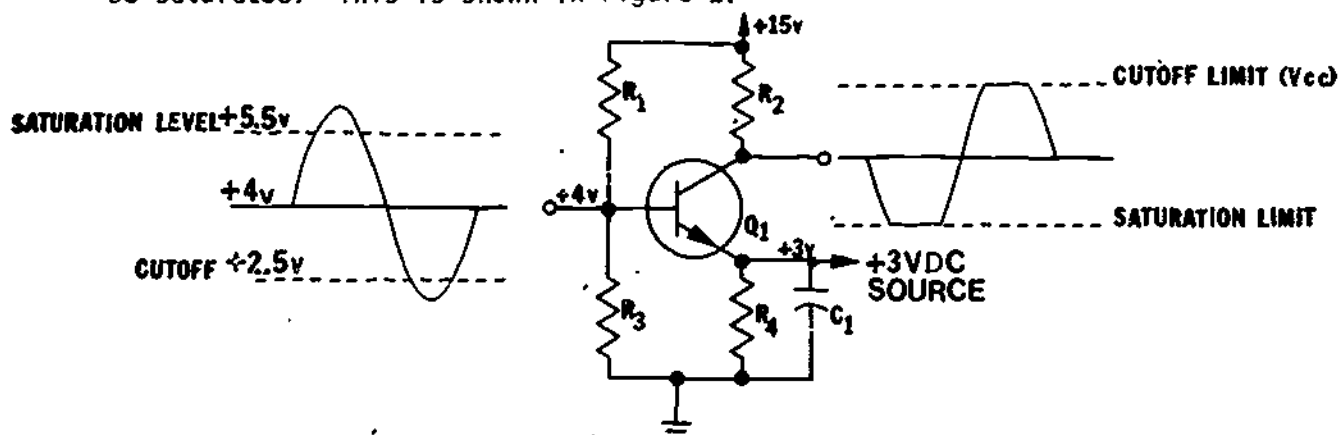 be saturated. This is shown in Figure 2.
+15v
CUTOFF LIMIT (Vcc)
R1
R2
SATURATION LEVEL +5.5v
+4v
+4v
Q1
SATURATION LIMIT
CUTOFF +2.5v
+3v
+3VDC
SOURCE
R3
R4
C1